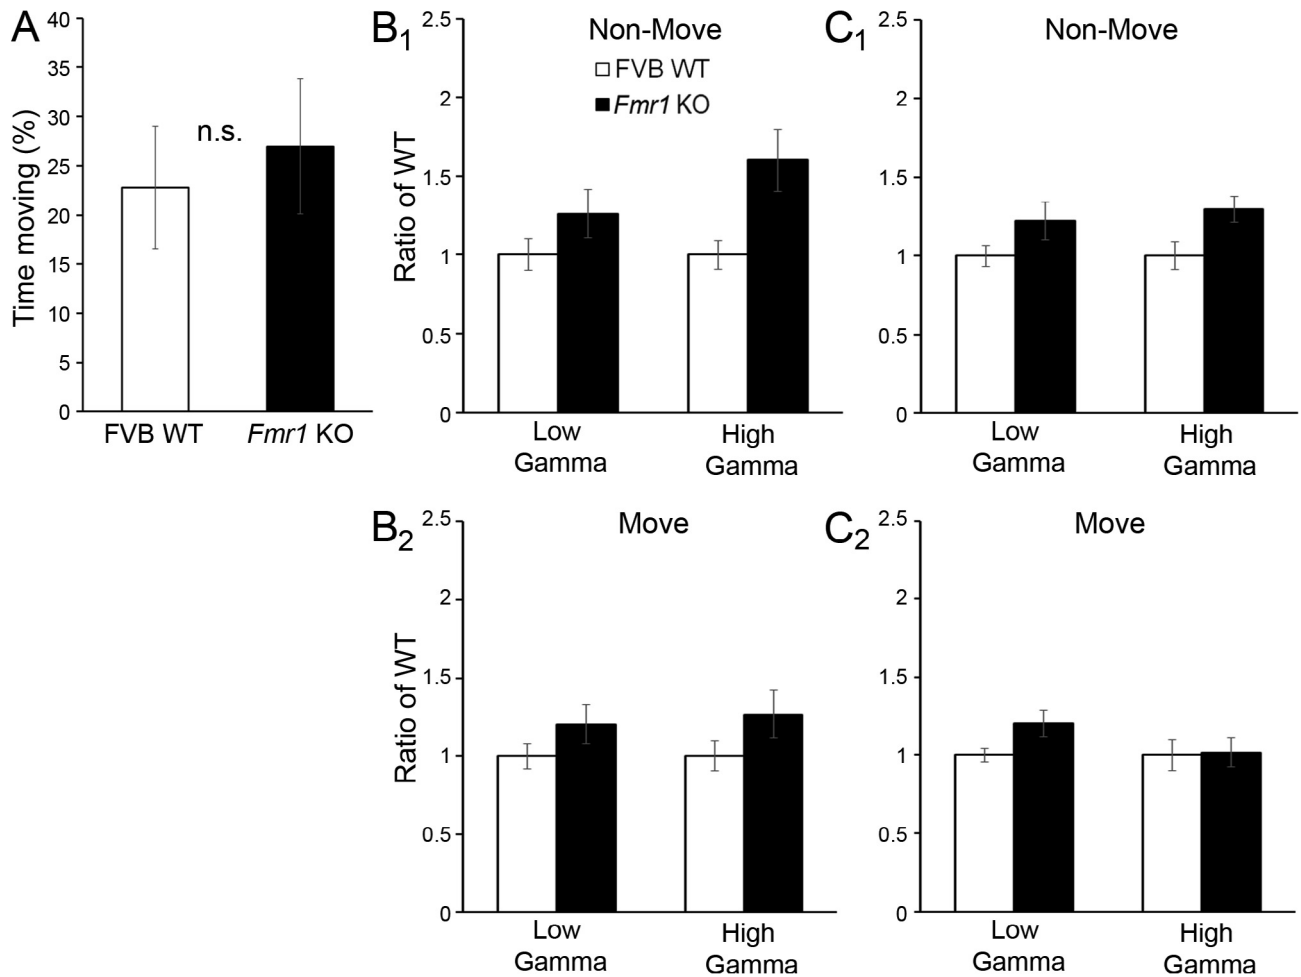 A
Time moving (%)
40
35
30
25
20
15
10
5
0
n.s.
FVB WT
Fmr1 KO
B1
Ratio of WT
2.5
2
1.5
1
0.5
0
Non-Move
FVB WT
Fmr1 KO
Low
Gamma
High
Gamma
C1
2.5
2
1.5
1
0.5
0
Non-Move
Low
Gamma
High
Gamma
B2
Ratio of WT
2.5
2
1.5
1
0.5
0
Move
Low
Gamma
High
Gamma
C2
2.5
2
1.5
1
0.5
0
Move
Low
Gamma
High
Gamma